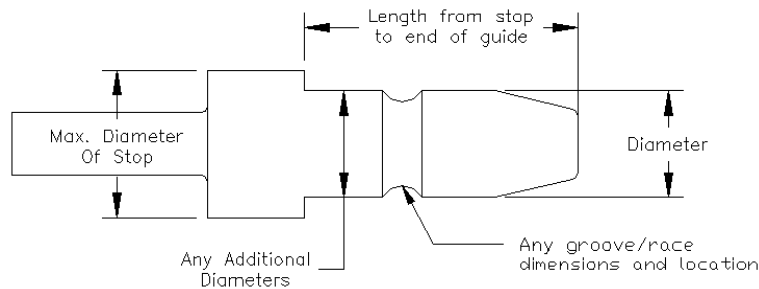 Length from stop
to end of guide
Max. Diameter
Of Stop
Diameter
Any Additional
Diameters
Any groove/race
dimensions and location